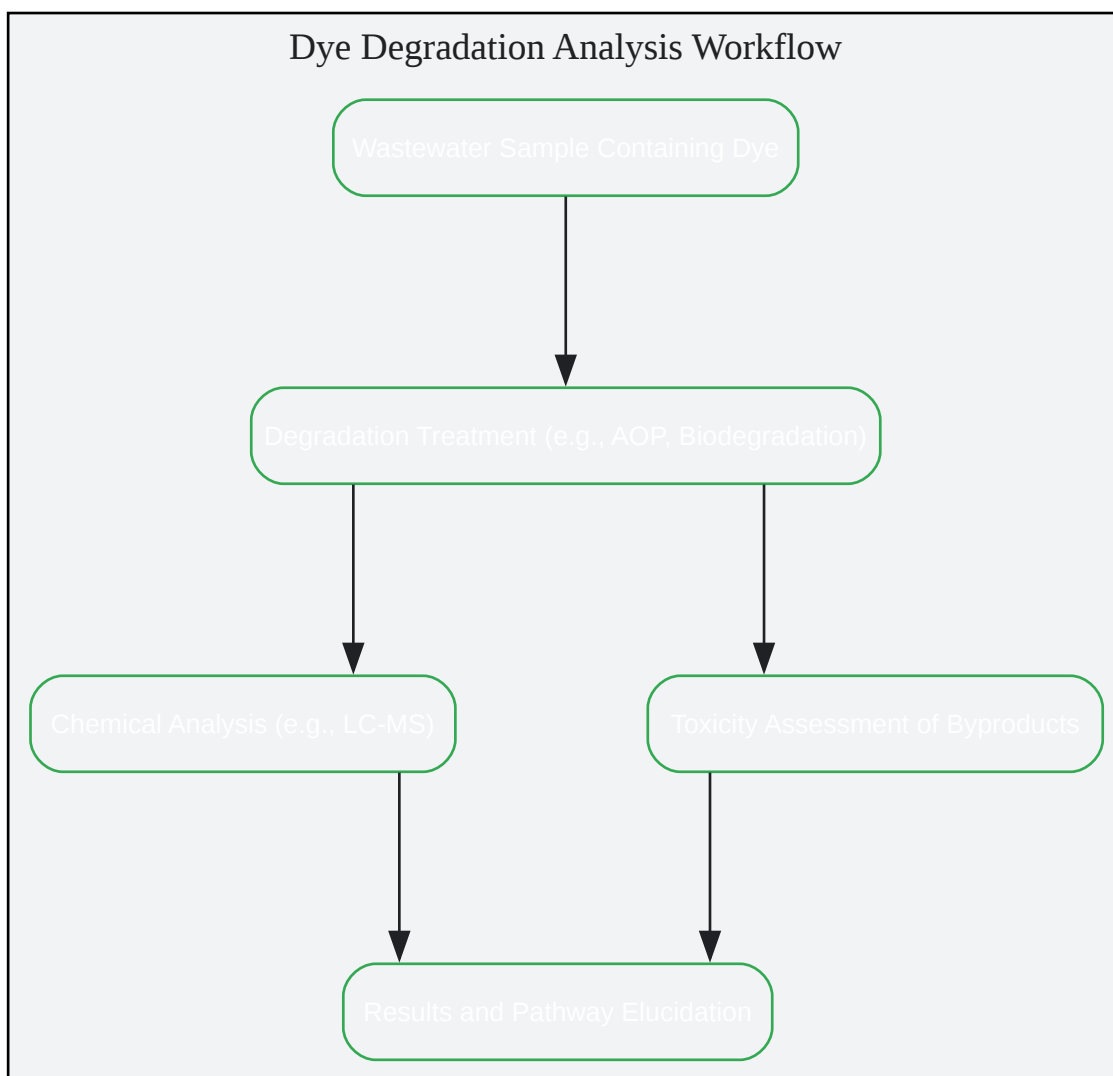 Dye Degradation Analysis Workflow
Wastewater Sample Containing Dye
Degradation Treatment (e.g., AOP, Biodegradation)
Chemical Analysis (e.g., LC-MS)
Toxicity Assessment of Byproducts
Results and Pathway Elucidation